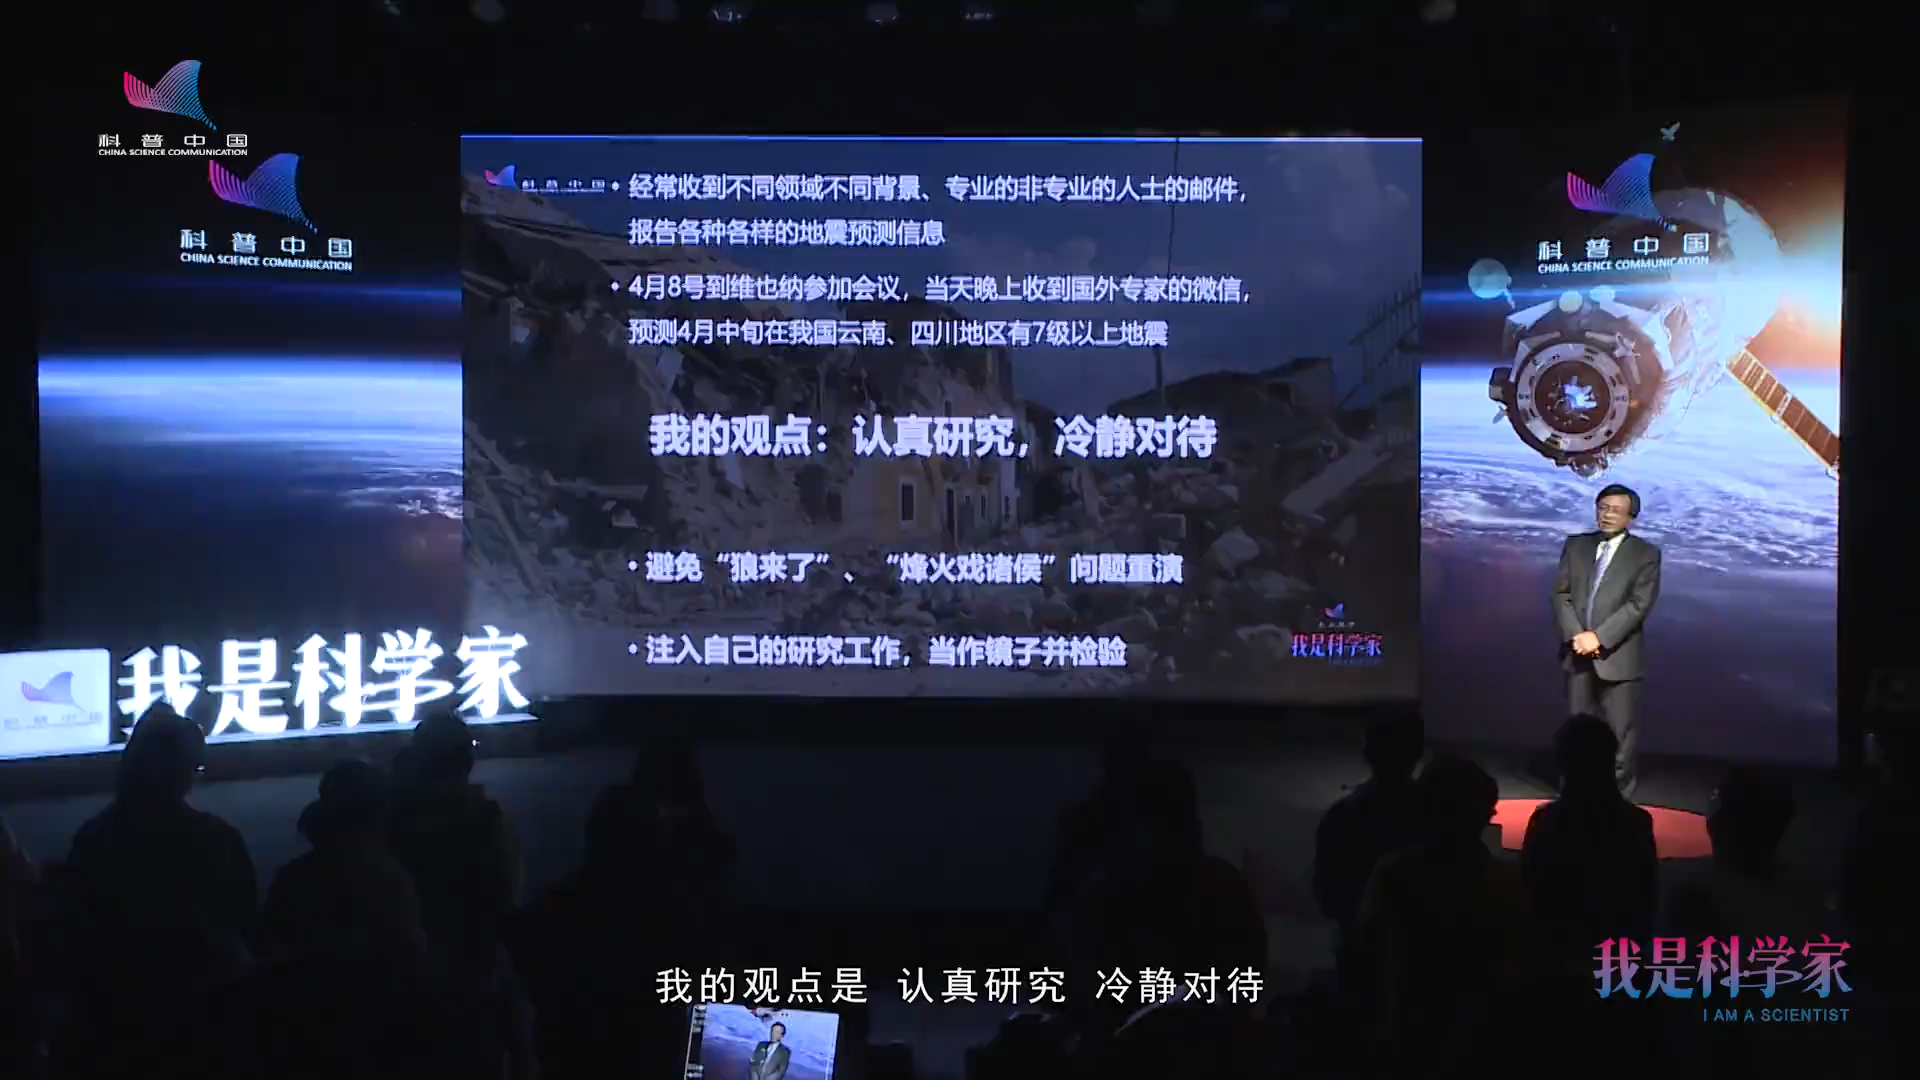 科普中国
CHINA SCIENCE COMMUNICATION
科普中国
CHINA SCIENCE COMMUNICATION
科普中国
• 经常收到不同领域不同背景、专业的非专业的人士的邮件，
报告各种各样的地震预测信息
• 4月8号到维也纳参加会议，当天晚上收到国外专家的微信，
预测4月中旬在我国云南、四川地区有7级以上地震
我的观点：认真研究，冷静对待
• 避免“狼来了”、“烽火戏诸侯”问题重演
• 注入自己的研究工作，当作镜子并检验
我是科学家
科普中国
CHINA SCIENCE COMMUNICATION
科普中国
我是科学家
我的观点是 认真研究 冷静对待
我是科学家
I AM A SCIENTIST